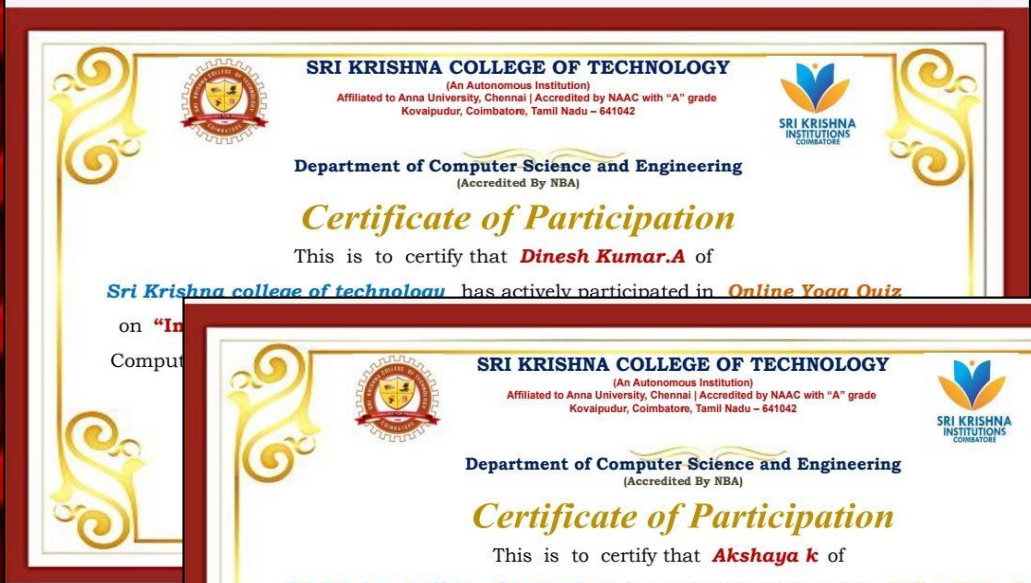 SRI KRISHNA COLLEGE OF TECHNOLOGY
(An Autonomous Institution)
Affiliated to Anna University, Chennai | Accredited by NAAC with “A” grade
Kovaipudur, Coimbatore, Tamil Nadu – 641042
SRI KRISHNA
INSTITUTIONS
COIMBATORE
Department of Computer Science and Engineering
(Accredited By NBA)
Certificate of Participation
This is to certify that Dinesh Kumar.A of
Sri Krishna college of technology has actively participated in Online Yoga Quiz
on “In
Comput
SRI KRISHNA COLLEGE OF TECHNOLOGY
(An Autonomous Institution)
Affiliated to Anna University, Chennai | Accredited by NAAC with “A” grade
Kovaipudur, Coimbatore, Tamil Nadu – 641042
SRI KRISHNA
INSTITUTIONS
COIMBATORE
Department of Computer Science and Engineering
(Accredited By NBA)
Certificate of Participation
This is to certify that Akshaya k of